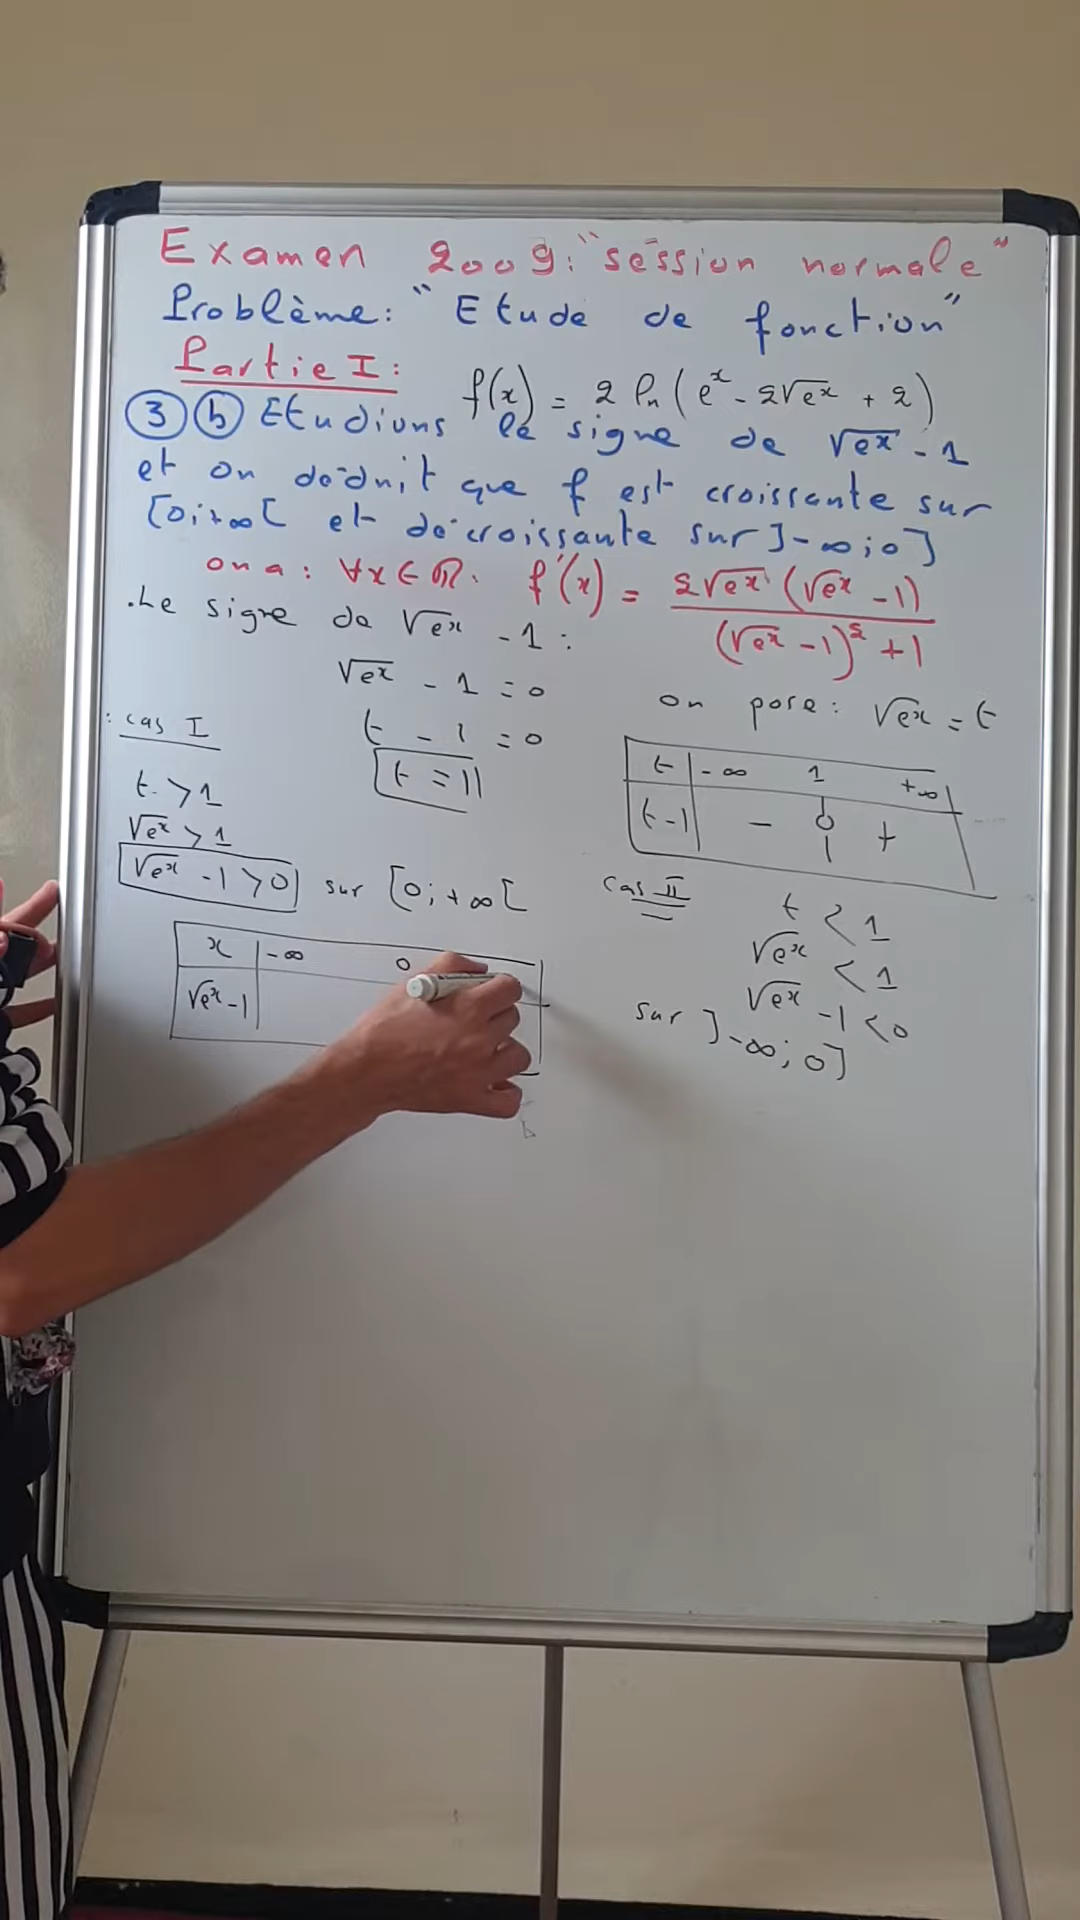 Examen 2009: "session normale"
Problème: "Etude de fonction"
Partie I:
f(x) = 2 ln(e^x - 2√e^x + 2)
3 b Etudions le signe de √e^x - 1
et on dédnit que f est croissante sur
[0;+∞[ et décroissante sur ]-∞;0]
on a: ∀x∈ℝ. f'(x) = 2√e^x (√e^x - 1) / (√e^x - 1)² + 1
.Le signe de √e^x - 1:
√e^x - 1 = 0
on pose: √e^x = t
t - 1 = 0
t = 1
t | -∞ 1 +∞
t-1 | - 0 +
: cas I
t > 1
√e^x > 1
√e^x - 1 > 0 sur [0;+∞[
cas II
t < 1
√e^x < 1
√e^x - 1 < 0
sur ]-∞;0]
x | -∞ 0
√e^x - 1